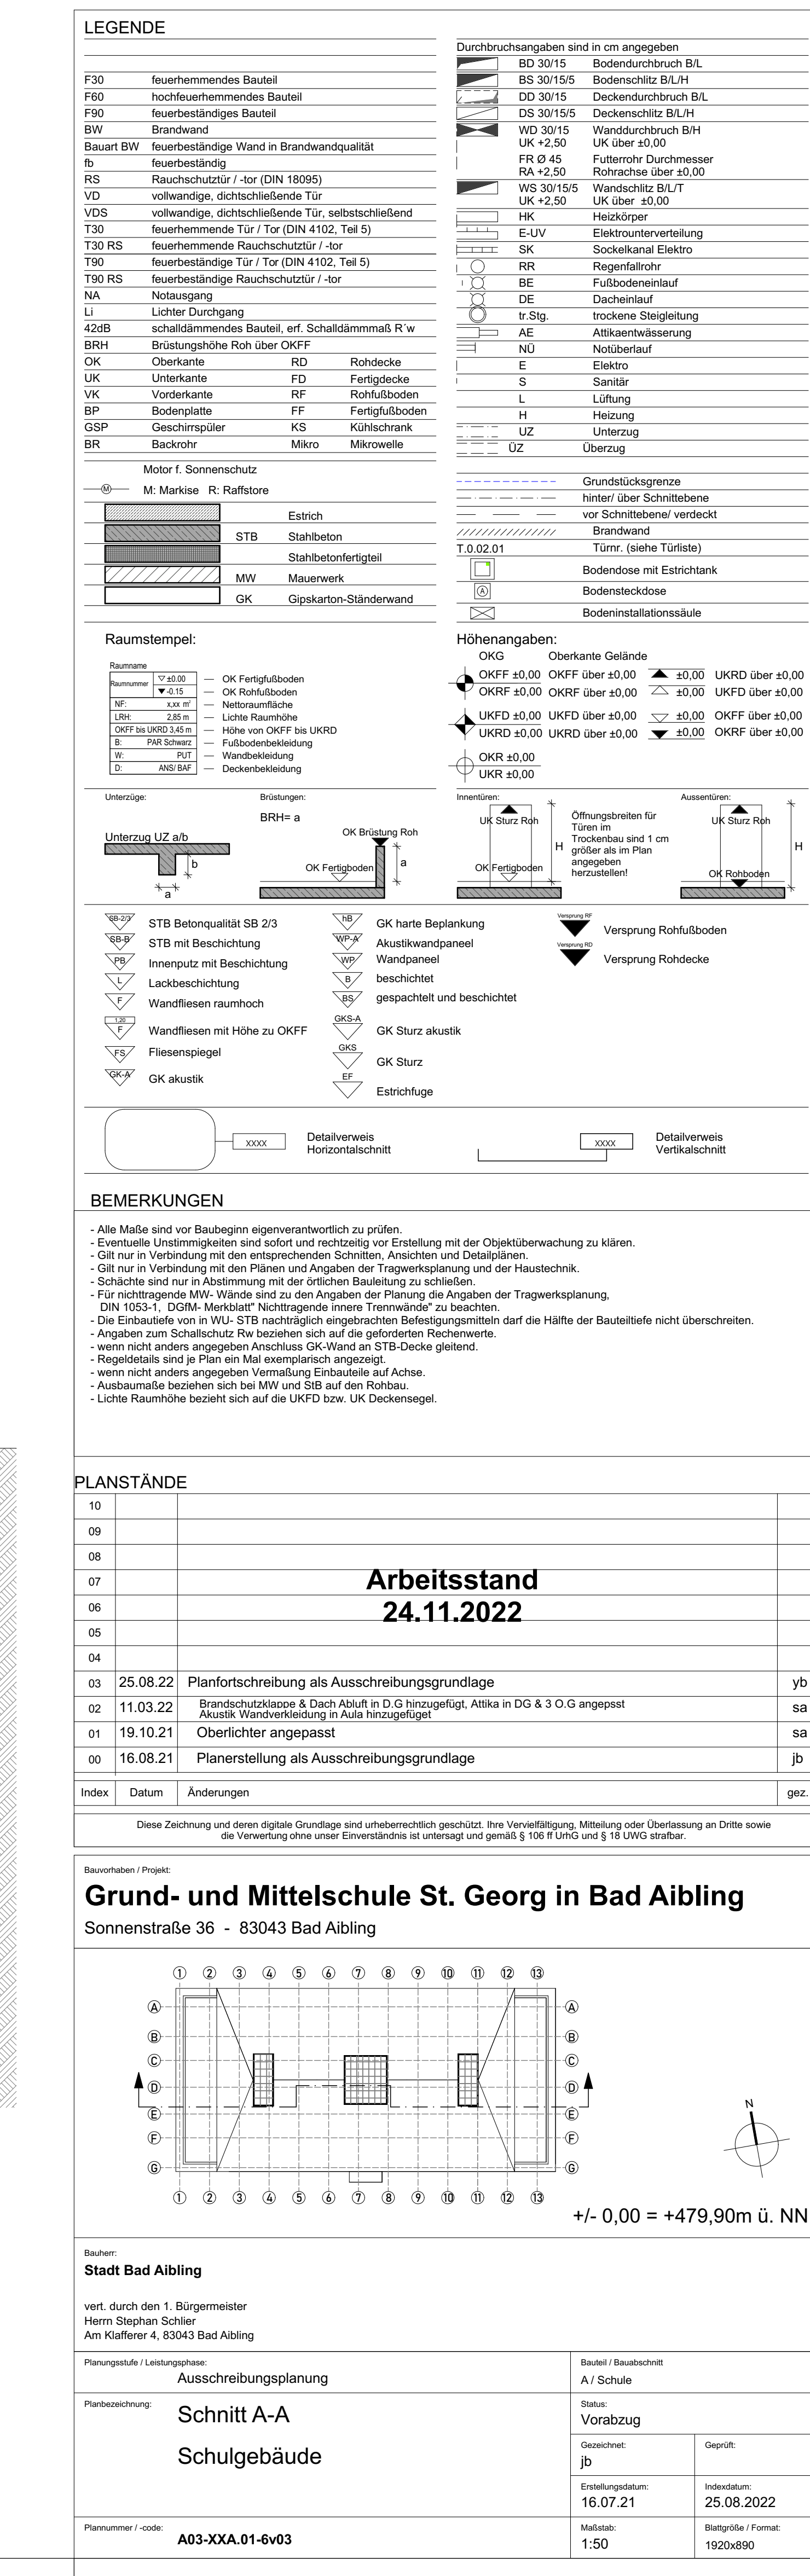 LEGENDE
F30 feuerhemmendes Bauteil
F60 hochfeuerhemmendes Bauteil
F90 feuerbeständiges Bauteil
BW Brandwand
Bauart BW feuerbeständige Wand in Brandwandqualität
fb feuerbeständig
RS Rauchschutztür / -tor (DIN 18095)
VD vollwandige, dichtschließende Tür
VDS vollwandige, dichtschließende Tür, selbstschließend
T30 feuerhemmende Tür / Tor (DIN 4102, Teil 5)
T30 RS feuerhemmende Rauchschutztür / -tor
T90 feuerbeständige Tür / Tor (DIN 4102, Teil 5)
T90 RS feuerbeständige Rauchschutztür / -tor
NA Notausgang
Li Lichter Durchgang
42dB schalldämmendes Bauteil, erf. Schalldämmmaß R´w
BRH Brüstungshöhe Roh über OKFF
OK Oberkante RD Rohdecke
UK Unterkante FD Fertigdecke
VK Vorderkante RF Rohfußboden
BP Bodenplatte FF Fertigfußboden
GSP Geschirrspüler KS Kühlschrank
BR Backrohr Mikro Mikrowelle
Motor f. Sonnenschutz
M M: Markise R: Raffstore
Estrich
STB Stahlbeton
Stahlbetonfertigteil
MW Mauerwerk
GK Gipskarton-Ständerwand
Durchbruchsangaben sind in cm angegeben
BD 30/15 Bodendurchbruch B/L
BS 30/15/5 Bodenschlitz B/L/H
DD 30/15 Deckendurchbruch B/L
DS 30/15/5 Deckenschlitz B/L/H
WD 30/15 Wanddurchbruch B/H
UK +2,50 UK über ±0,00
FR Ø 45 Futterrohr Durchmesser
RA +2,50 Rohrachse über ±0,00
WS 30/15/5 Wandschlitz B/L/T
UK +2,50 UK über ±0,00
HK Heizkörper
E-UV Elektrounterverteilung
SK Sockelkanal Elektro
RR Regenfallrohr
BE Fußbodeneinlauf
DE Dacheinlauf
tr.Stg. trockene Steigleitung
AE Attikaentwässerung
NÜ Notüberlauf
E Elektro
S Sanitär
L Lüftung
H Heizung
UZ Unterzug
ÜZ Überzug
Grundstücksgrenze
hinter/ über Schnittebene
vor Schnittebene/ verdeckt
Brandwand
T.0.02.01 Türnr. (siehe Türliste)
Bodendose mit Estrichtank
A Bodensteckdose
Bodeninstallationssäule
Raumstempel:
Raumname
Raumnummer ±0.00 — OK Fertigfußboden
-0.15 — OK Rohfußboden
NF: x,xx m² — Nettoraumfläche
LRH: 2,85 m — Lichte Raumhöhe
OKFF bis UKRD 3,45 m — Höhe von OKFF bis UKRD
B: PAR Schwarz — Fußbodenbekleidung
W: PUT — Wandbekleidung
D: ANS/ BAF — Deckenbekleidung
Höhenangaben:
OKG Oberkante Gelände
OKFF ±0,00 OKFF über ±0,00 ±0,00 UKRD über ±0,00
OKRF ±0,00 OKRF über ±0,00 ±0,00 UKFD über ±0,00
UKFD ±0,00 UKFD über ±0,00 ±0,00 OKFF über ±0,00
UKRD ±0,00 UKRD über ±0,00 ±0,00 OKRF über ±0,00
OKR ±0,00
UKR ±0,00
Unterzüge:
Unterzug UZ a/b
b
a
Brüstungen:
BRH= a
OK Brüstung Roh
OK Fertigboden
a
Innentüren:
UK Sturz Roh
OK Fertigboden
H
Öffnungsbreiten für
Türen im
Trockenbau sind 1 cm
größer als im Plan
angegeben
herzustellen!
Aussentüren:
UK Sturz Roh
OK Rohboden
H
SB-2/3 STB Betonqualität SB 2/3
SB-B STB mit Beschichtung
PB Innenputz mit Beschichtung
L Lackbeschichtung
F Wandfliesen raumhoch
1,20
F Wandfliesen mit Höhe zu OKFF
FS Fliesenspiegel
GK-A GK akustik
hB GK harte Beplankung
WP-A Akustikwandpaneel
WP Wandpaneel
B beschichtet
BS gespachtelt und beschichtet
GKS-A GK Sturz akustik
GKS GK Sturz
EF Estrichfuge
Versprung RF Versprung Rohfußboden
Versprung RD Versprung Rohdecke
XXXX Detailverweis
Horizontalschnitt
XXXX Detailverweis
Vertikalschnitt
BEMERKUNGEN
- Alle Maße sind vor Baubeginn eigenverantwortlich zu prüfen.
- Eventuelle Unstimmigkeiten sind sofort und rechtzeitig vor Erstellung mit der Objektüberwachung zu klären.
- Gilt nur in Verbindung mit den entsprechenden Schnitten, Ansichten und Detailplänen.
- Gilt nur in Verbindung mit den Plänen und Angaben der Tragwerksplanung und der Haustechnik.
- Schächte sind nur in Abstimmung mit der örtlichen Bauleitung zu schließen.
- Für nichttragende MW- Wände sind zu den Angaben der Planung die Angaben der Tragwerksplanung,
DIN 1053-1, DGfM- Merkblatt" Nichttragende innere Trennwände" zu beachten.
- Die Einbautiefe von in WU- STB nachträglich eingebrachten Befestigungsmitteln darf die Hälfte der Bauteiltiefe nicht überschreiten.
- Angaben zum Schallschutz Rw beziehen sich auf die geforderten Rechenwerte.
- wenn nicht anders angegeben Anschluss GK-Wand an STB-Decke gleitend.
- Regeldetails sind je Plan ein Mal exemplarisch angezeigt.
- wenn nicht anders angegeben Vermaßung Einbauteile auf Achse.
- Ausbaumaße beziehen sich bei MW und StB auf den Rohbau.
- Lichte Raumhöhe bezieht sich auf die UKFD bzw. UK Deckensegel.
PLANSTÄNDE
10
09
08
07
06
05
04
Arbeitsstand
24.11.2022
03 25.08.22 Planfortschreibung als Ausschreibungsgrundlage yb
02 11.03.22 Brandschutzklappe & Dach Abluft in D.G hinzugefügt, Attika in DG & 3 O.G angepsst sa
Akustik Wandverkleidung in Aula hinzugefüget
01 19.10.21 Oberlichter angepasst sa
00 16.08.21 Planerstellung als Ausschreibungsgrundlage jb
Index Datum Änderungen gez.
Diese Zeichnung und deren digitale Grundlage sind urheberrechtlich geschützt. Ihre Vervielfältigung, Mitteilung oder Überlassung an Dritte sowie
die Verwertung ohne unser Einverständnis ist untersagt und gemäß § 106 ff UrhG und § 18 UWG strafbar.
Bauvorhaben / Projekt:
Grund- und Mittelschule St. Georg in Bad Aibling
Sonnenstraße 36 - 83043 Bad Aibling
1 2 3 4 5 6 7 8 9 10 11 12 13
A A
B B
C C
D D
E E
F F
G G
1 2 3 4 5 6 7 8 9 10 11 12 13
N
+/- 0,00 = +479,90m ü. NN
Bauherr:
Stadt Bad Aibling
vert. durch den 1. Bürgermeister
Herrn Stephan Schlier
Am Klafferer 4, 83043 Bad Aibling
Planungsstufe / Leistungsphase:
Ausschreibungsplanung
Bauteil / Bauabschnitt
A / Schule
Planbezeichnung:
Schnitt A-A
Schulgebäude
Status:
Vorabzug
Gezeichnet:
jb
Geprüft:
Erstellungsdatum:
16.07.21
Indexdatum:
25.08.2022
Plannummer / -code:
A03-XXA.01-6v03
Maßstab:
1:50
Blattgröße / Format:
1920x890